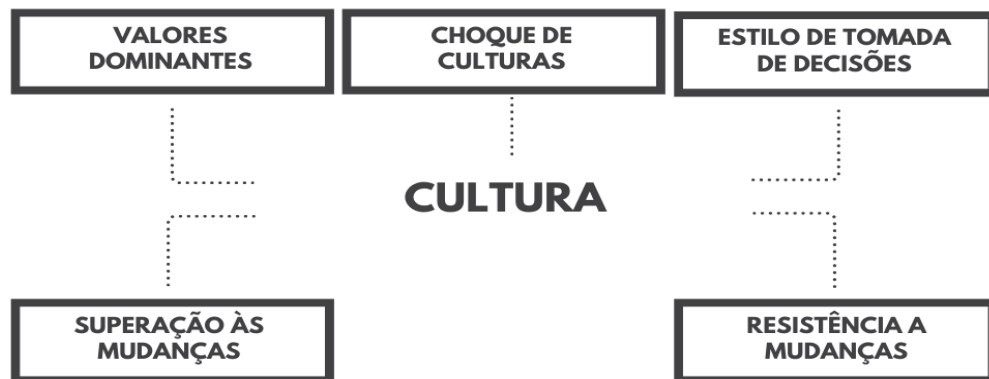 VALORES
DOMINANTES
CHOQUE DE
CULTURAS
ESTILO DE TOMADA
DE DECISÕES
CULTURA
SUPERAÇÃO ÀS
MUDANÇAS
RESISTÊNCIA A
MUDANÇAS